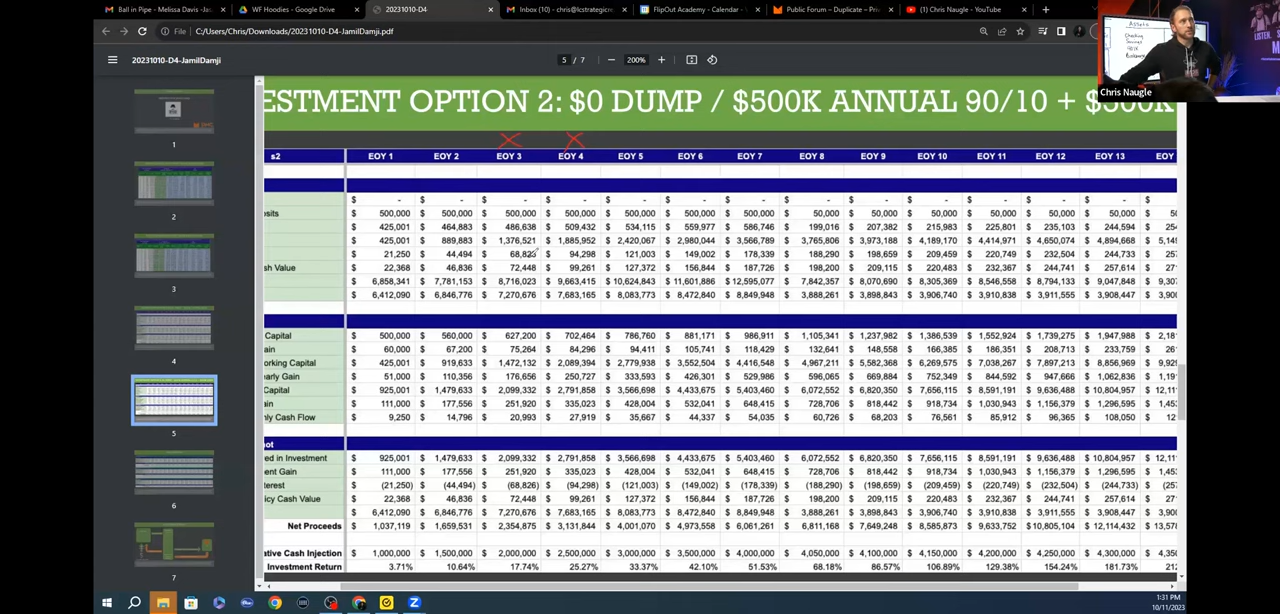 Ball in Pipe - Melissa Davis -Ja
WF Hoodies - Google Drive
20231010-D4
Inbox (10) - chris@lcstrategicre
FlipOut Academy - Calendar -
Public Forum – Duplicate – Pri
(1) Chris Naugle - YouTube
File C:/Users/Chris/Downloads/20231010-D4-JamilDamji.pdf
20231010-D4-JamilDamji
5 / 7
200%
Assets
LISTEN.
Chris Naugle
ESTMENT OPTION 2: $0 DUMP / $500K ANNUAL 90/10 + $500K
s2 EOY 1 EOY 2 EOY 3 EOY 4 EOY 5 EOY 6 EOY 7 EOY 8 EOY 9 EOY 10 EOY 11 EOY 12 EOY 13 EOY
$ - $ - $ - $ - $ - $ - $ - $ - $ - $ - $ - $ - $ - $
osits $ 500,000 $ 500,000 $ 500,000 $ 500,000 $ 500,000 $ 500,000 $ 500,000 $ 50,000 $ 50,000 $ 50,000 $ 50,000 $ 50,000 $ 50,000 $ 50
$ 425,001 $ 464,883 $ 486,638 $ 509,432 $ 534,115 $ 559,977 $ 586,746 $ 199,016 $ 207,382 $ 215,983 $ 225,101 $ 235,103 $ 244,594 $
$ 425,001 $ 889,883 $ 1,376,521 $ 1,885,952 $ 2,420,067 $ 2,980,044 $ 3,566,789 $ 3,765,806 $ 3,973,188 $ 4,189,170 $ 4,414,971 $ 4,650,074 $ 4,894,668 $
$ 21,250 $ 44,494 $ 68,826 $ 94,298 $ 121,003 $ 149,002 $ 178,339 $ 188,290 $ 198,659 $ 209,459 $ 220,749 $ 232,504 $ 244,733 $
sh Value $ 22,368 $ 46,836 $ 72,448 $ 99,261 $ 127,372 $ 156,844 $ 187,726 $ 198,200 $ 209,115 $ 220,483 $ 232,367 $ 244,741 $ 257,614 $
$ 6,858,341 $ 7,781,153 $ 8,716,023 $ 9,663,415 $ 10,624,843 $ 11,601,886 $ 12,595,077 $ 7,842,357 $ 8,070,690 $ 8,305,369 $ 8,546,558 $ 8,794,133 $ 9,047,848 $
$ 6,412,090 $ 6,846,776 $ 7,270,676 $ 7,683,165 $ 8,083,773 $ 8,472,840 $ 8,849,948 $ 3,888,261 $ 3,898,843 $ 3,906,740 $ 3,910,838 $ 3,911,555 $ 3,908,447 $
Capital $ 500,000 $ 560,000 $ 627,200 $ 702,464 $ 786,760 $ 881,171 $ 986,911 $ 1,105,341 $ 1,237,982 $ 1,386,539 $ 1,552,924 $ 1,739,275 $ 1,947,988 $
ain $ 60,000 $ 67,200 $ 75,264 $ 84,296 $ 94,411 $ 105,741 $ 118,429 $ 132,641 $ 148,558 $ 166,385 $ 186,351 $ 208,713 $ 233,759 $
orking Capital $ 425,001 $ 919,633 $ 1,472,132 $ 2,089,394 $ 2,779,938 $ 3,552,504 $ 4,416,548 $ 4,967,211 $ 5,582,368 $ 6,269,575 $ 7,038,267 $ 7,897,213 $ 8,856,969 $
early Gain $ 51,000 $ 110,356 $ 176,656 $ 250,727 $ 333,593 $ 426,301 $ 529,986 $ 596,065 $ 669,884 $ 752,349 $ 844,592 $ 947,666 $ 1,062,836 $
Capital $ 925,001 $ 1,479,633 $ 2,099,332 $ 2,791,858 $ 3,566,698 $ 4,433,675 $ 5,403,460 $ 6,072,552 $ 6,820,350 $ 7,656,115 $ 8,591,191 $ 9,636,488 $ 10,804,957 $
ain $ 111,000 $ 177,556 $ 251,920 $ 335,023 $ 428,004 $ 532,041 $ 648,415 $ 728,706 $ 818,442 $ 918,734 $ 1,030,943 $ 1,156,379 $ 1,296,595 $
nly Cash Flow $ 9,250 $ 14,796 $ 20,993 $ 27,919 $ 35,667 $ 44,337 $ 54,035 $ 60,726 $ 68,203 $ 76,561 $ 85,912 $ 96,365 $ 108,050 $
ot
ed in Investment $ 925,001 $ 1,479,633 $ 2,099,332 $ 2,791,858 $ 3,566,698 $ 4,433,675 $ 5,403,460 $ 6,072,552 $ 6,820,350 $ 7,656,115 $ 8,591,191 $ 9,636,488 $ 10,804,957 $
ent Gain $ 111,000 $ 177,556 $ 251,920 $ 335,023 $ 428,004 $ 532,041 $ 648,415 $ 728,706 $ 818,442 $ 918,734 $ 1,030,943 $ 1,156,379 $ 1,296,595 $
erest $ (21,250) $ (44,494) $ (68,826) $ (94,298) $ (121,003) $ (149,002) $ (178,339) $ (188,290) $ (198,659) $ (209,459) $ (220,749) $ (232,504) $ (244,733) $
icy Cash Value $ 22,368 $ 46,836 $ 72,448 $ 99,261 $ 127,372 $ 156,844 $ 187,726 $ 198,200 $ 209,115 $ 220,483 $ 232,367 $ 244,741 $ 257,614 $
$ 6,412,090 $ 6,846,776 $ 7,270,676 $ 7,683,165 $ 8,083,773 $ 8,472,840 $ 8,849,948 $ 3,888,261 $ 3,898,843 $ 3,906,740 $ 3,910,838 $ 3,911,555 $ 3,908,447 $
Net Proceeds $ 1,037,119 $ 1,659,531 $ 2,354,875 $ 3,131,844 $ 4,001,070 $ 4,973,558 $ 6,061,261 $ 6,811,168 $ 7,649,248 $ 8,585,873 $ 9,633,752 $ 10,805,104 $ 12,114,432 $
ative Cash Injection $ 1,000,000 $ 1,500,000 $ 2,000,000 $ 2,500,000 $ 3,000,000 $ 3,500,000 $ 4,000,000 $ 4,050,000 $ 4,100,000 $ 4,150,000 $ 4,200,000 $ 4,250,000 $ 4,300,000 $
Investment Return 3.71% 10.64% 17.74% 25.27% 33.37% 42.10% 51.53% 68.18% 86.57% 106.89% 129.38% 154.24% 181.73%
1
2
3
4
5
6
7
1:31 PM
10/11/2023